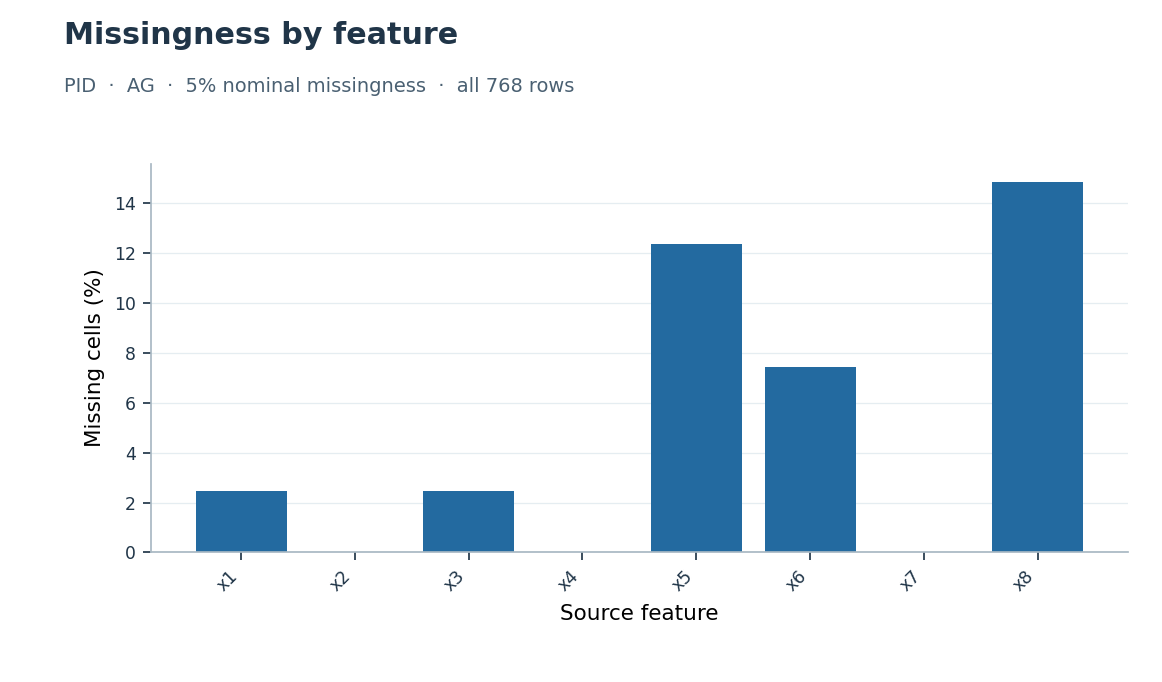 Missingness by feature
PID · AG · 5% nominal missingness · all 768 rows
Missing cells (%)
14
12
10
8
6
4
2
0
x1 x2 x3 x4 x5 x6 x7 x8
Source feature